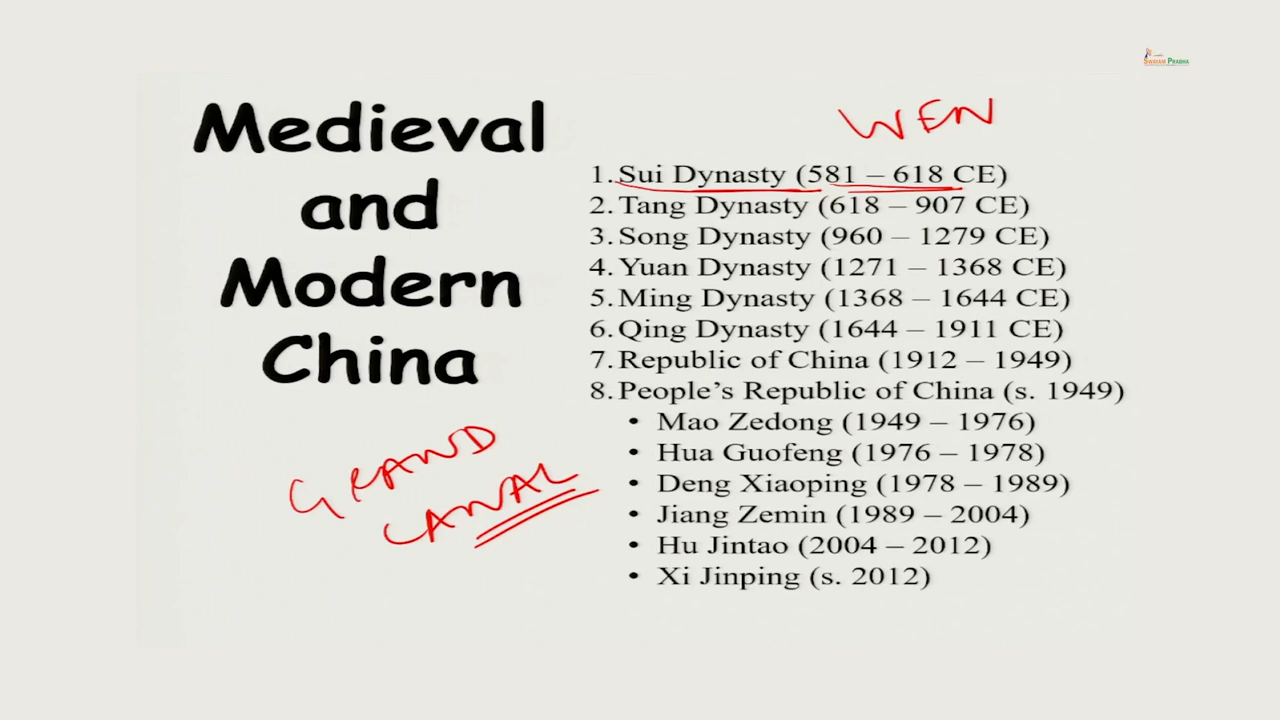 SWAYAM PRABHA
Medieval
and
Modern
China
WEN
1. Sui Dynasty (581 – 618 CE)
2. Tang Dynasty (618 – 907 CE)
3. Song Dynasty (960 – 1279 CE)
4. Yuan Dynasty (1271 – 1368 CE)
5. Ming Dynasty (1368 – 1644 CE)
6. Qing Dynasty (1644 – 1911 CE)
7. Republic of China (1912 – 1949)
8. People’s Republic of China (s. 1949)
• Mao Zedong (1949 – 1976)
• Hua Guofeng (1976 – 1978)
• Deng Xiaoping (1978 – 1989)
• Jiang Zemin (1989 – 2004)
• Hu Jintao (2004 – 2012)
• Xi Jinping (s. 2012)
GRAND
CANAL